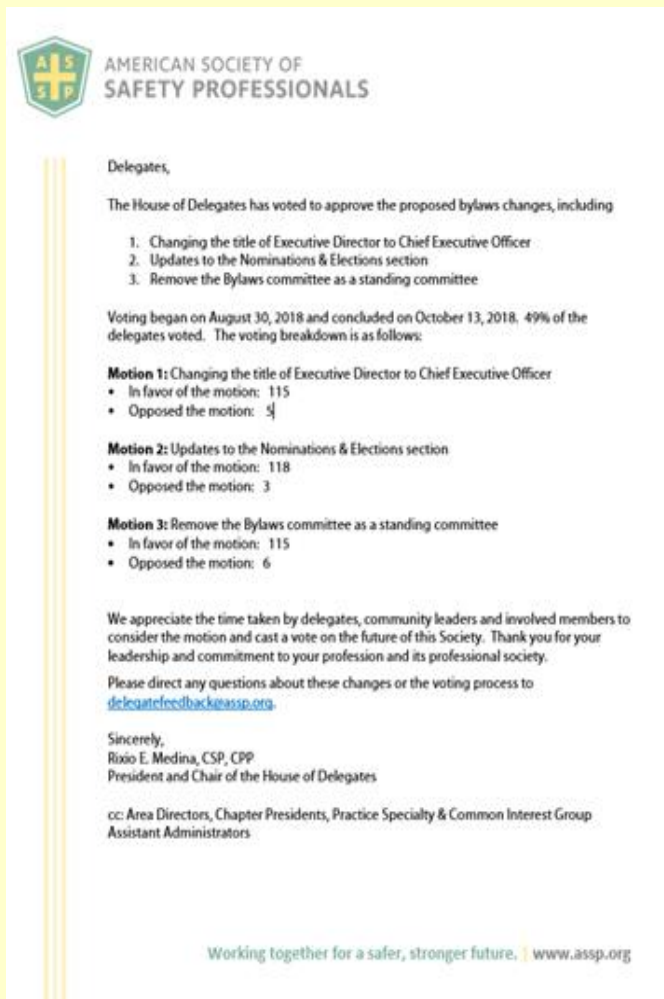 A S
S P
AMERICAN SOCIETY OF
SAFETY PROFESSIONALS
Delegates,
The House of Delegates has voted to approve the proposed bylaws changes, including
1. Changing the title of Executive Director to Chief Executive Officer
2. Updates to the Nominations & Elections section
3. Remove the Bylaws committee as a standing committee
Voting began on August 30, 2018 and concluded on October 13, 2018. 49% of the
delegates voted. The voting breakdown is as follows:
Motion 1: Changing the title of Executive Director to Chief Executive Officer
• In favor of the motion: 115
• Opposed the motion: 5
Motion 2: Updates to the Nominations & Elections section
• In favor of the motion: 118
• Opposed the motion: 3
Motion 3: Remove the Bylaws committee as a standing committee
• In favor of the motion: 115
• Opposed the motion: 6
We appreciate the time taken by delegates, community leaders and involved members to
consider the motion and cast a vote on the future of this Society. Thank you for your
leadership and commitment to your profession and its professional society.
Please direct any questions about these changes or the voting process to
delegatefeedback@assp.org.
Sincerely,
Rixio E. Medina, CSP, CPP
President and Chair of the House of Delegates
cc: Area Directors, Chapter Presidents, Practice Specialty & Common Interest Group
Assistant Administrators
Working together for a safer, stronger future. | www.assp.org